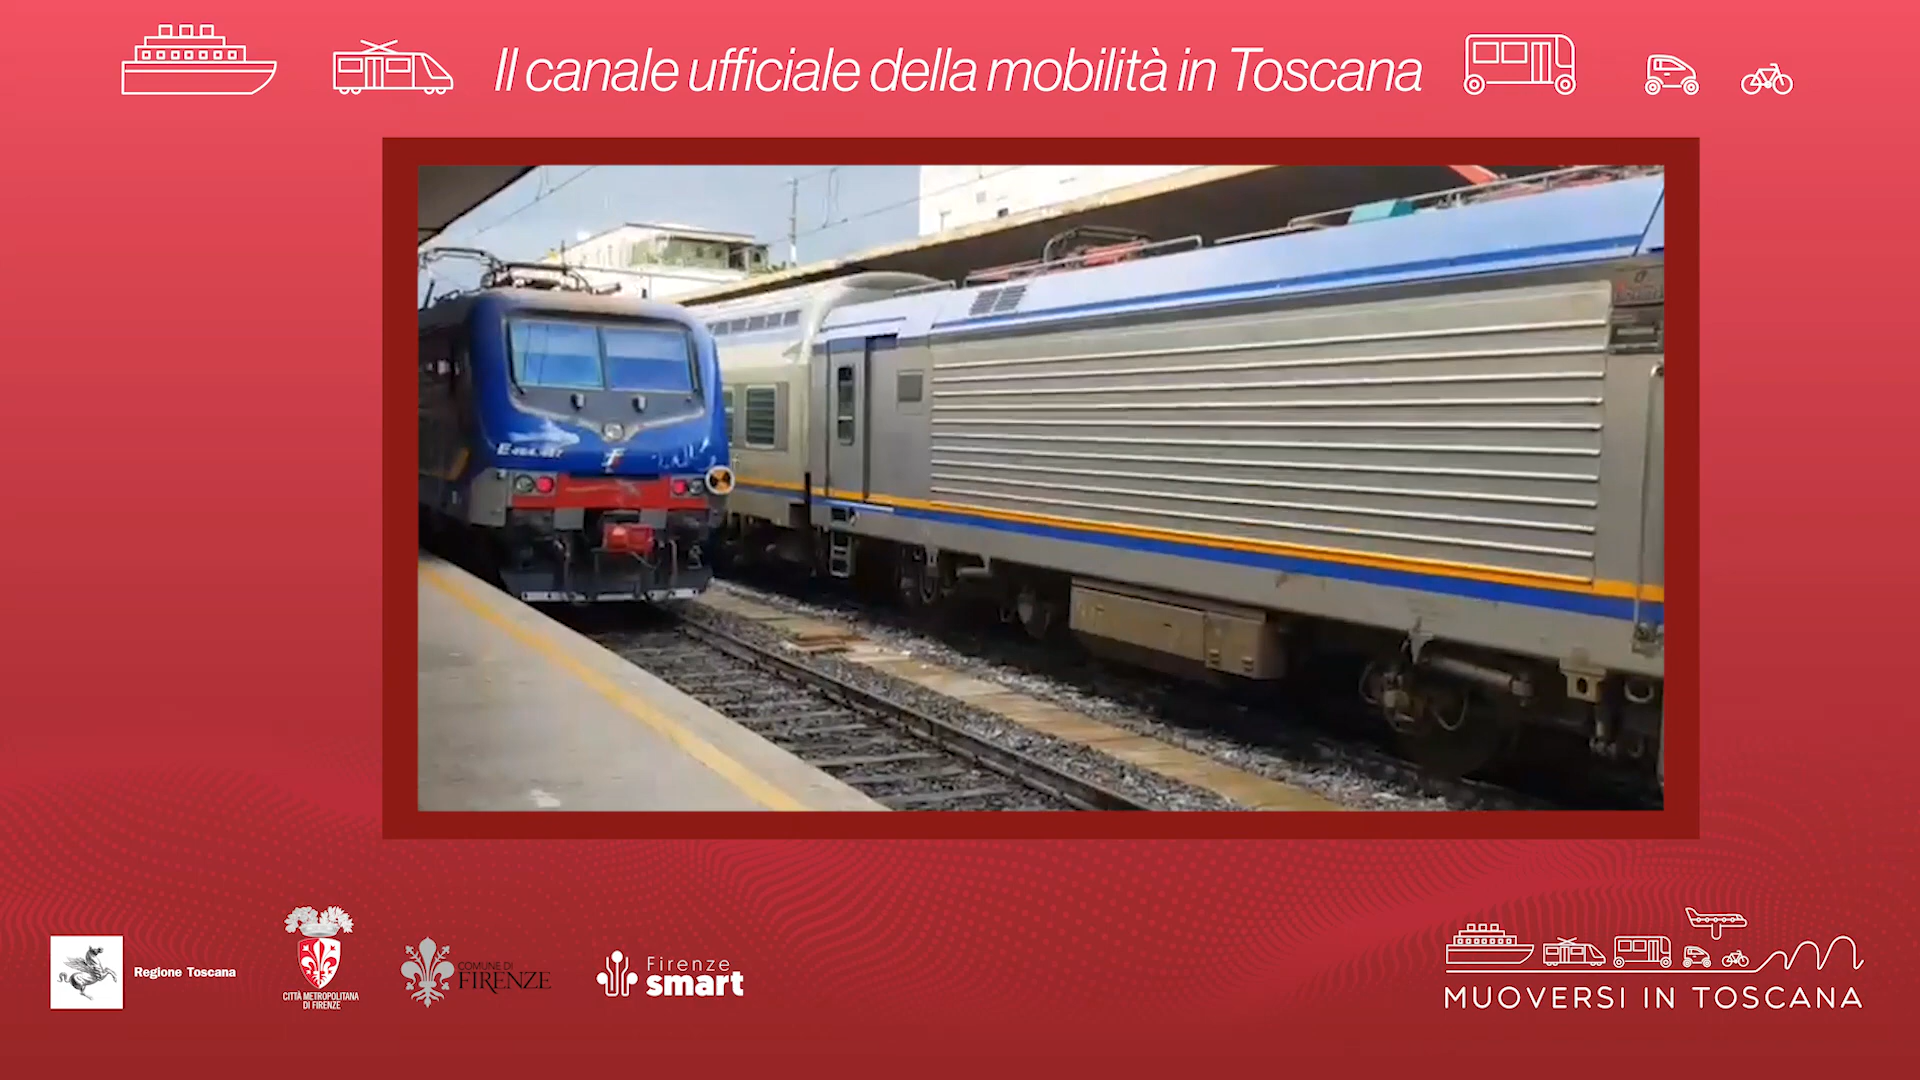 Il canale ufficiale della mobilità in Toscana
Regione Toscana
CITTÀ METROPOLITANA
DI FIRENZE
COMUNE DI
FIRENZE
Firenze
smart
MUOVERSI IN TOSCANA